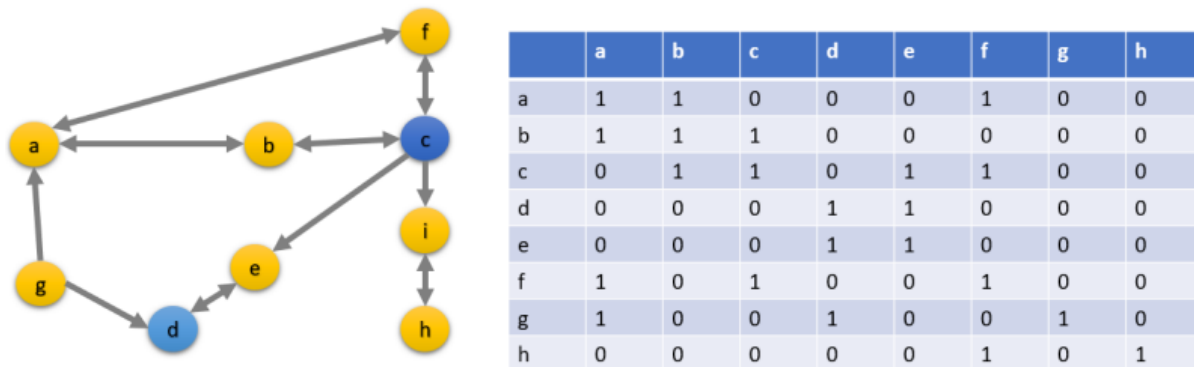 f
a
b
c
i
e
g
d
h
a b c d e f g h
a 1 1 0 0 0 1 0 0
b 1 1 1 0 0 0 0 0
c 0 1 1 0 1 1 0 0
d 0 0 0 1 1 0 0 0
e 0 0 0 1 1 0 0 0
f 1 0 1 0 0 1 0 0
g 1 0 0 1 0 0 1 0
h 0 0 0 0 0 1 0 1